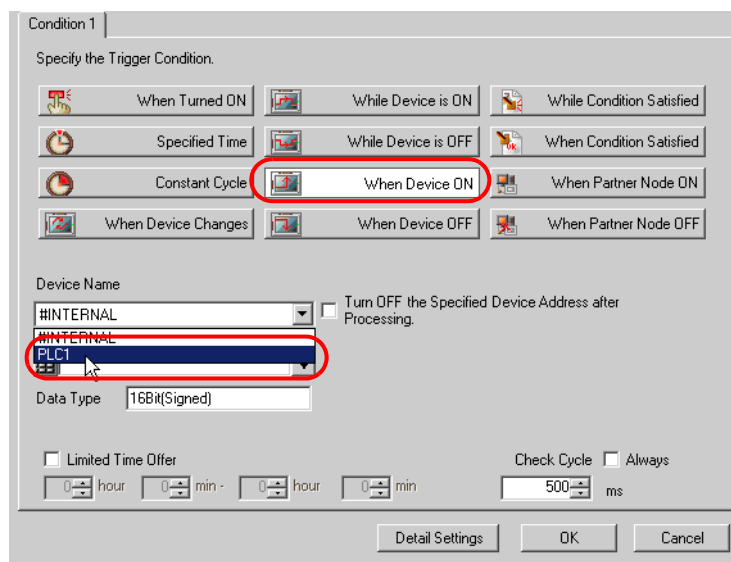 Condition 1
Specify the Trigger Condition.
When Turned ON
While Device is ON
While Condition Satisfied
Specified Time
While Device is OFF
When Condition Satisfied
Constant Cycle
When Device ON
When Partner Node ON
When Device Changes
When Device OFF
When Partner Node OFF
Device Name
#INTERNAL
Turn OFF the Specified Device Address after
Processing.
#INTERNAL
PLC1
Data Type 16Bit(Signed)
Limited Time Offer
Check Cycle Always
0 hour 0 min - 0 hour 0 min
500 ms
Detail Settings OK Cancel